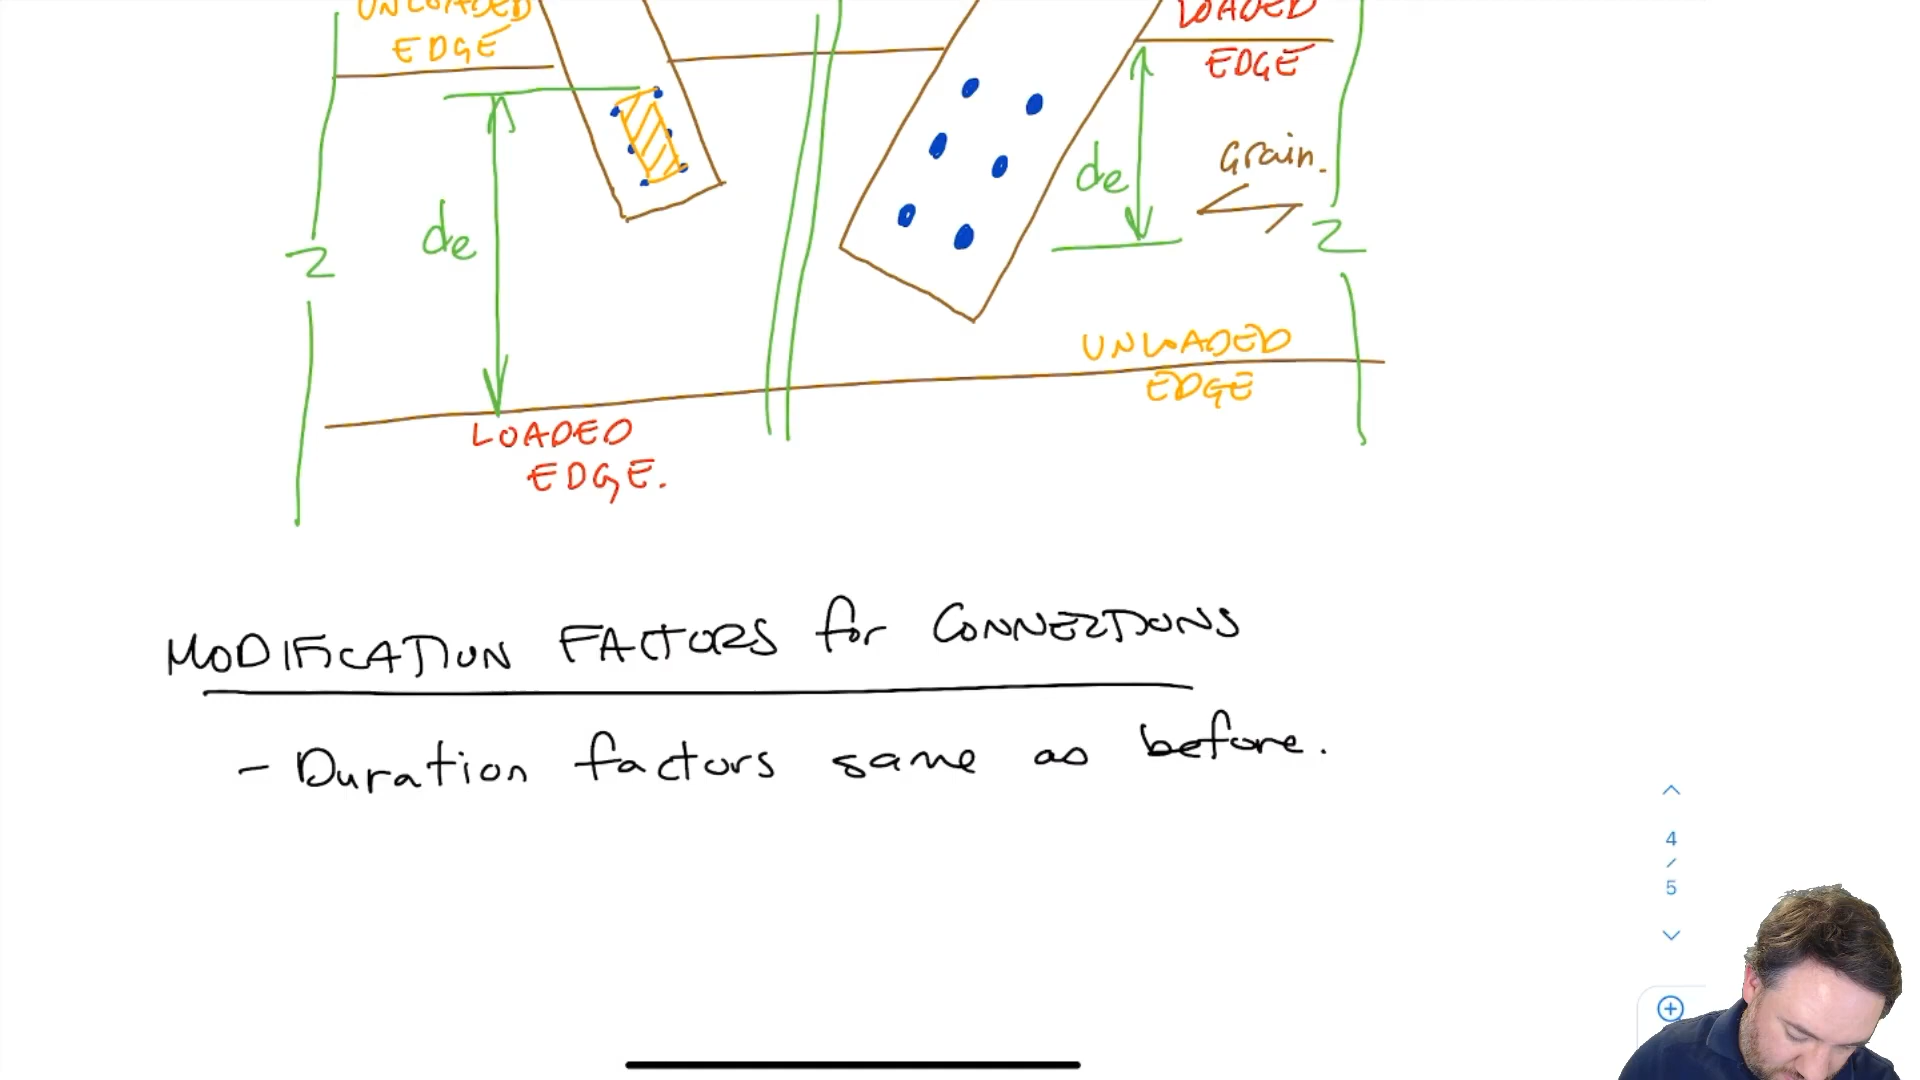 UNLOADED
EDGE
LOADED
EDGE
Grain.
de
de
UNLOADED
EDGE
LOADED
EDGE.
MODIFICATION FACTORS for CONNECTIONS
- Duration factors same as before.
4
/
5